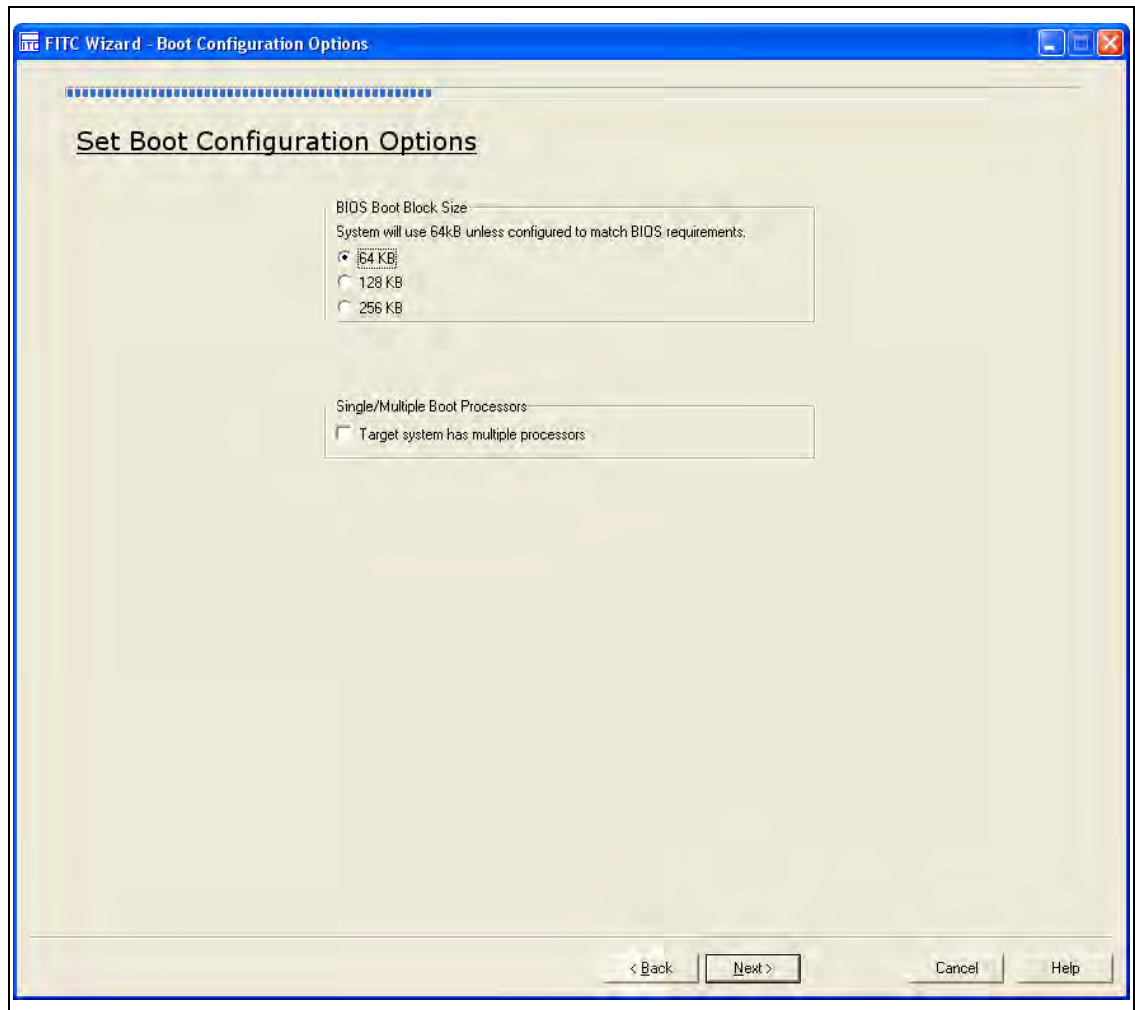 FITC Wizard - Boot Configuration Options
Set Boot Configuration Options
BIOS Boot Block Size
System will use 64kB unless configured to match BIOS requirements.
64 KB
128 KB
256 KB
Single/Multiple Boot Processors
Target system has multiple processors
< Back
Next >
Cancel
Help